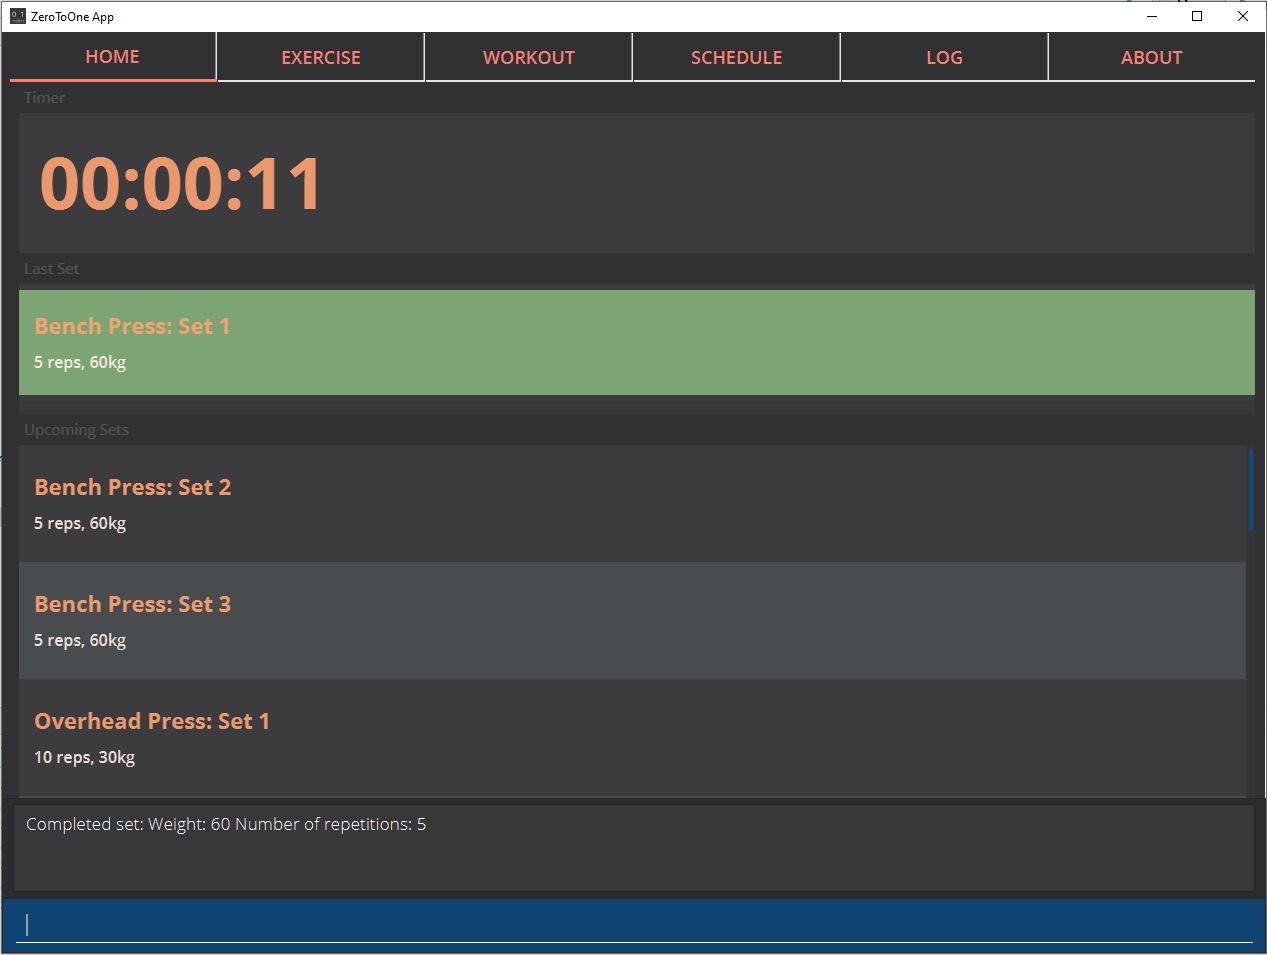 ZeroToOne App
HOME EXERCISE WORKOUT SCHEDULE LOG ABOUT
Timer
00:00:11
Last Set
Bench Press: Set 1
5 reps, 60kg
Upcoming Sets
Bench Press: Set 2
5 reps, 60kg
Bench Press: Set 3
5 reps, 60kg
Overhead Press: Set 1
10 reps, 30kg
Completed set: Weight: 60 Number of repetitions: 5